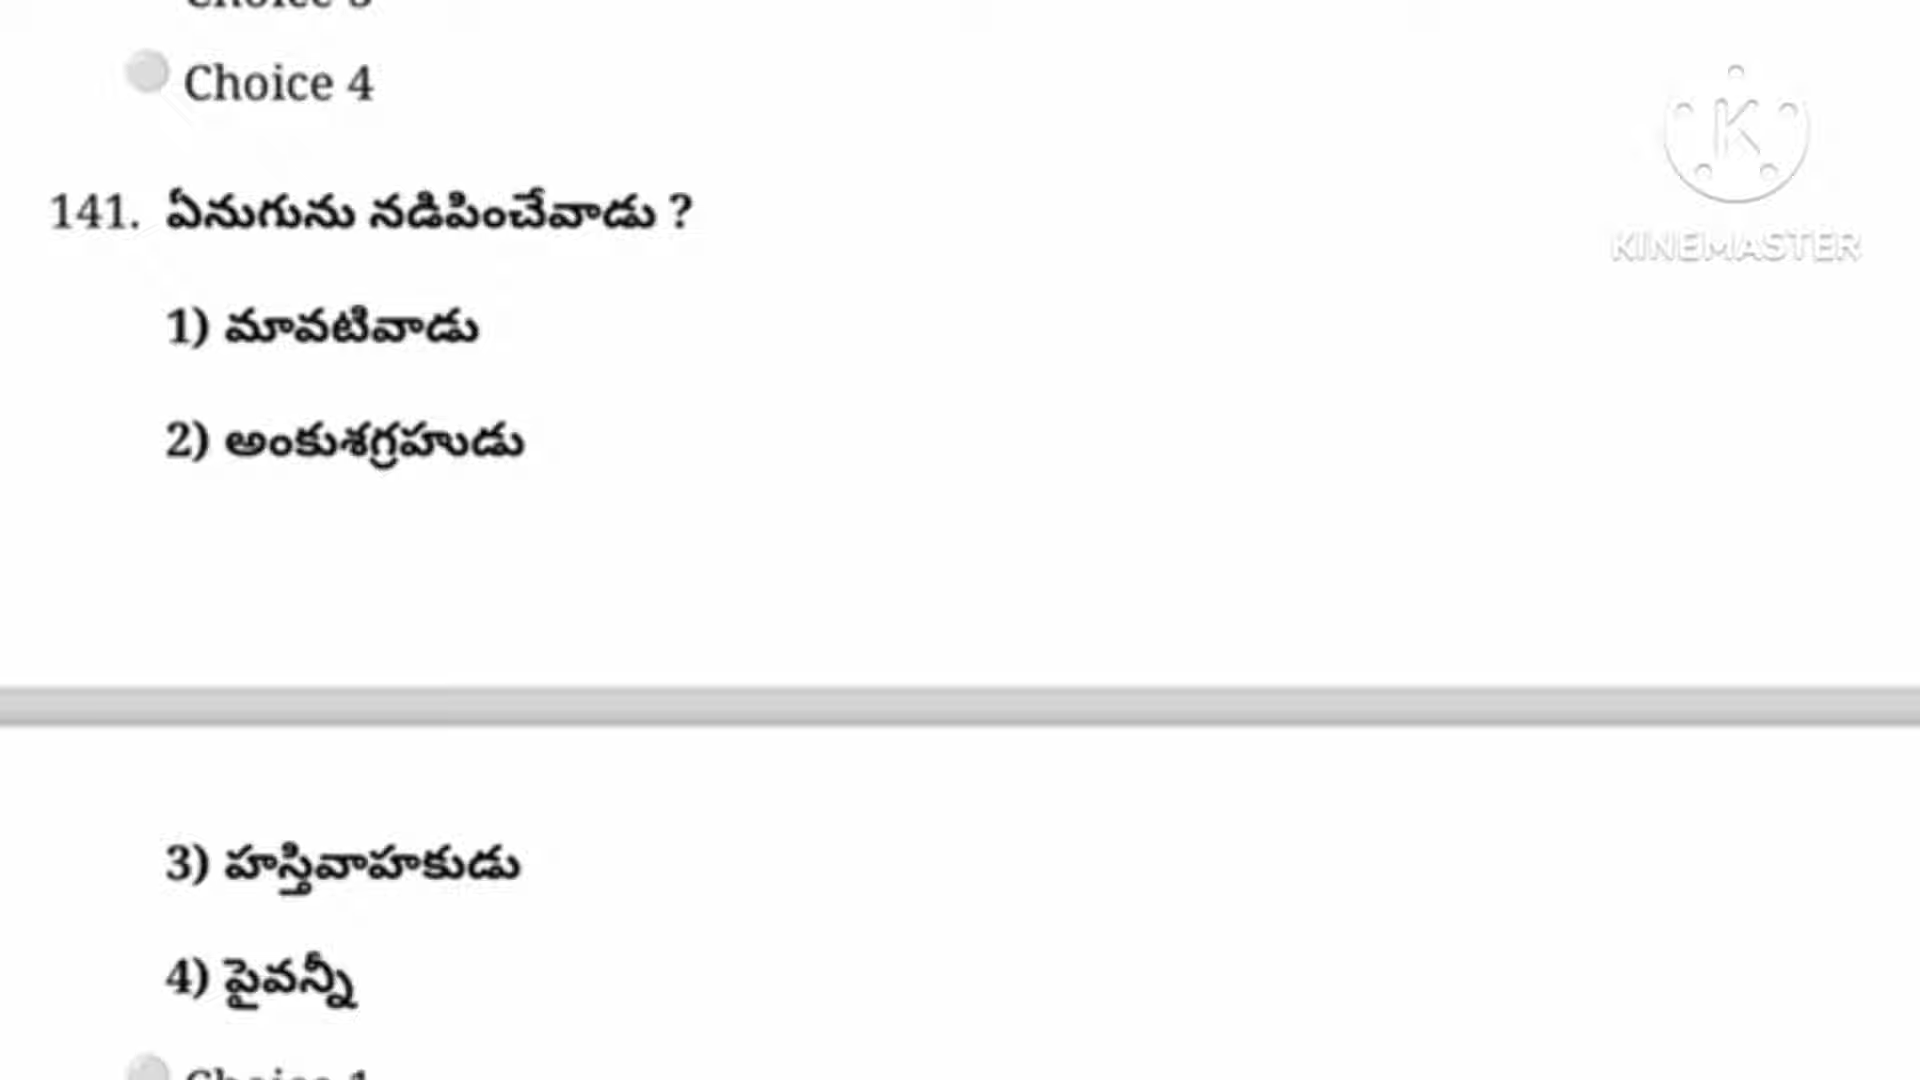 Choice 4
141. ఏనుగును నడిపించేవాడు ?
1) మావటివాడు
2) అంకుశగ్రహుడు
3) హస్తివాహకుడు
4) పైవన్నీ
KINEMASTER